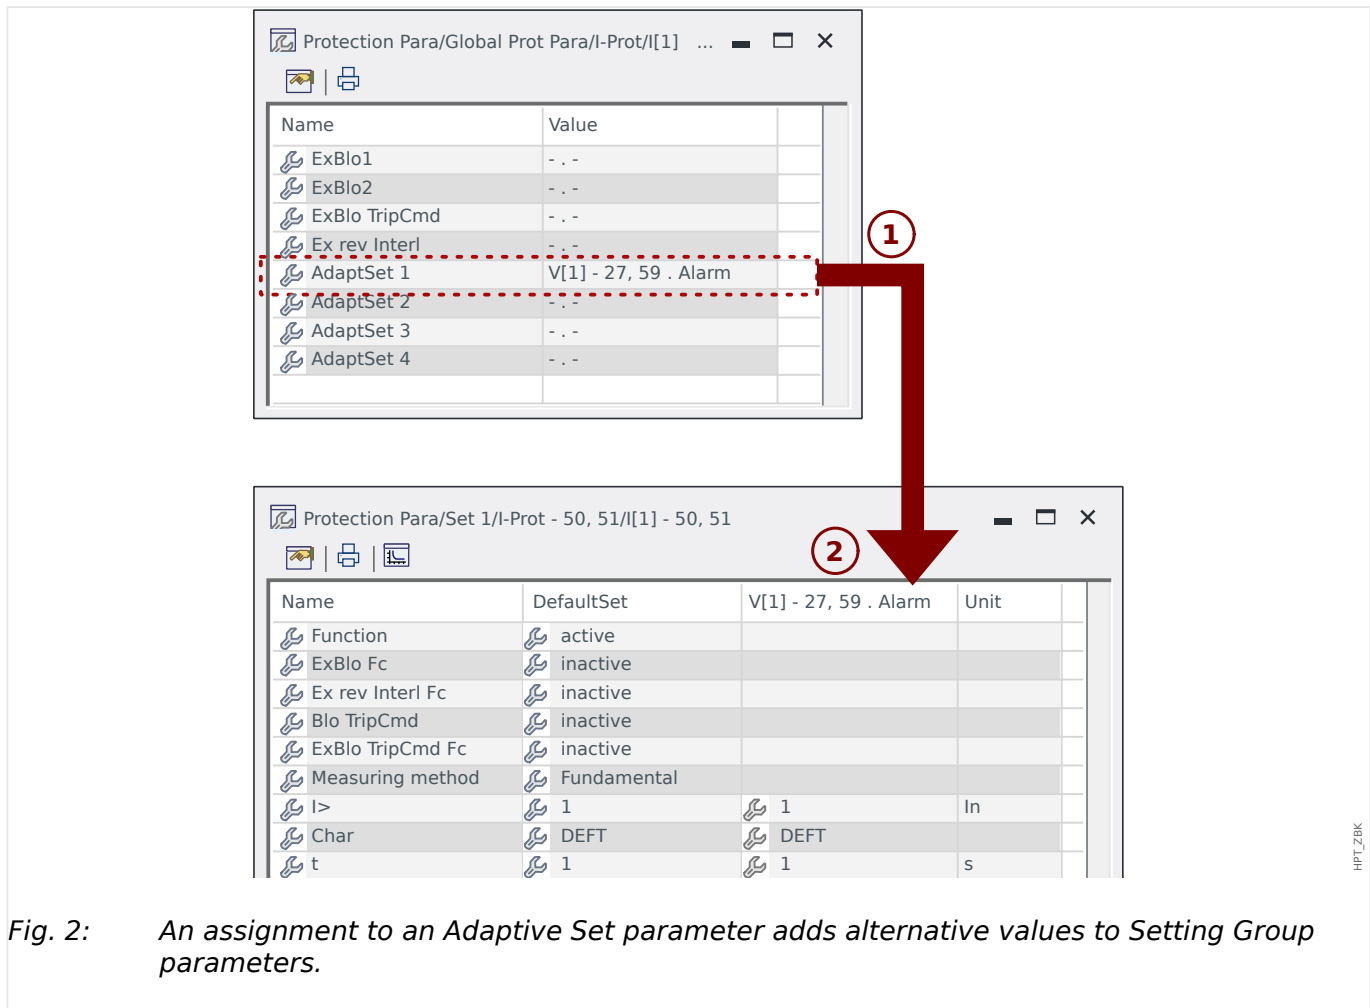 Protection Para/Global Prot Para/I-Prot/I[1] ...
Name Value
ExBlo1 - . -
ExBlo2 - . -
ExBlo TripCmd - . -
Ex rev Interl - . -
AdaptSet 1 V[1] - 27, 59 . Alarm
AdaptSet 2 - . -
AdaptSet 3 - . -
AdaptSet 4 - . -
1
Protection Para/Set 1/I-Prot - 50, 51/I[1] - 50, 51
2
Name DefaultSet V[1] - 27, 59 . Alarm Unit
Function active
ExBlo Fc inactive
Ex rev Interl Fc inactive
Blo TripCmd inactive
ExBlo TripCmd Fc inactive
Measuring method Fundamental
I> 1 1 In
Char DEFT DEFT
t 1 1 s
HPT_ZBK
Fig. 2: An assignment to an Adaptive Set parameter adds alternative values to Setting Group
parameters.